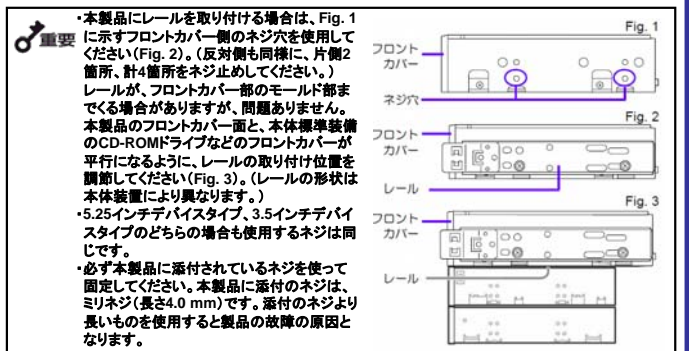 重要
・本製品にレールを取り付ける場合は、Fig. 1
に示すフロントカバー側のネジ穴を使用して
ください（Fig. 2）。（反対側も同様に、片側2
箇所、計4箇所をネジ止めしてください。）
レールが、フロントカバー部のモールド部ま
でくる場合がありますが、問題ありません。
本製品のフロントカバー面と、本体標準装備
のCD-ROMドライブなどのフロントカバーが
平行になるように、レールの取り付け位置を
調節してください（Fig. 3）。（レールの形状は
本体装置により異なります。）
・5.25インチデバイスタイプ、3.5インチデバイ
スタイプのどちらの場合も使用するネジは同
じです。
・必ず本製品に添付されているネジを使って
固定してください。本製品に添付のネジは、
ミリネジ（長さ4.0 mm）です。添付のネジより
長いものを使用すると製品の故障の原因と
なります。
Fig. 1
フロント
カバー
ネジ穴
Fig. 2
フロント
カバー
レール
Fig. 3
フロント
カバー
レール